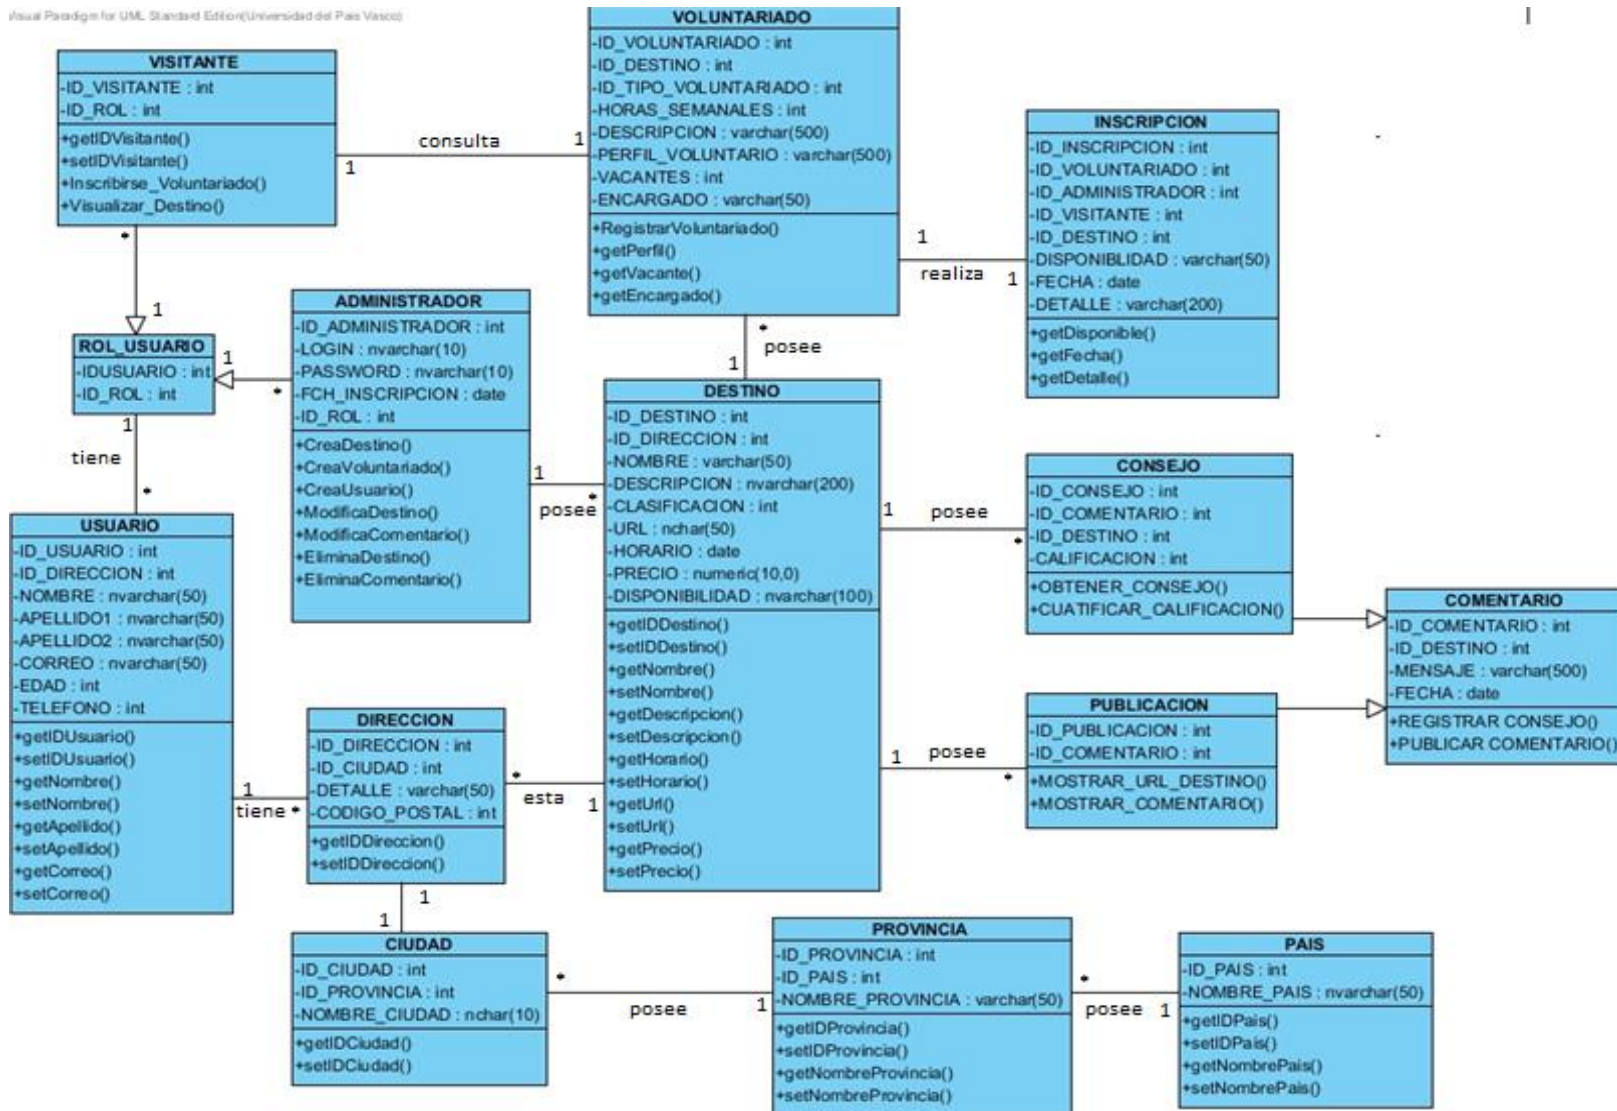 Visual Paradigm for UML Standard Edition(Universidad del Pais Vasco)
VISITANTE
-ID_VISITANTE : int
-ID_ROL : int
+getIDVisitante()
+setIDVisitante()
+Inscribirse_Voluntariado()
+Visualizar_Destino()
consulta
1
1
VOLUNTARIADO
-ID_VOLUNTARIADO : int
-ID_DESTINO : int
-ID_TIPO_VOLUNTARIADO : int
-HORAS_SEMANALES : int
-DESCRIPCION : varchar(500)
-PERFIL_VOLUNTARIO : varchar(500)
-VACANTES : int
-ENCARGADO : varchar(50)
+RegistrarVoluntariado()
+getPerfil()
+getVacante()
+getEncargado()
1
realiza
1
INSCRIPCION
-ID_INSCRIPCION : int
-ID_VOLUNTARIADO : int
-ID_ADMINISTRADOR : int
-ID_VISITANTE : int
-ID_DESTINO : int
-DISPONIBLIDAD : varchar(50)
-FECHA : date
-DETALLE : varchar(200)
+getDisponible()
+getFecha()
+getDetalle()
*
1
ROL_USUARIO
-IDUSUARIO : int
-ID_ROL : int
1
*
1
tiene
*
ADMINISTRADOR
-ID_ADMINISTRADOR : int
-LOGIN : nvarchar(10)
-PASSWORD : nvarchar(10)
-FCH_INSCRIPCION : date
-ID_ROL : int
+CreaDestino()
+CreaVoluntariado()
+CreaUsuario()
+ModificaDestino()
+ModificaComentario()
+EliminaDestino()
+EliminaComentario()
1
*
posee
*
posee
1
DESTINO
-ID_DESTINO : int
-ID_DIRECCION : int
-NOMBRE : varchar(50)
-DESCRIPCION : nvarchar(200)
-CLASIFICACION : int
-URL : nchar(50)
-HORARIO : date
-PRECIO : numeric(10,0)
-DISPONIBILIDAD : nvarchar(100)
+getIDDestino()
+setIDDestino()
+getNombre()
+setNombre()
+getDescripcion()
+setDescripcion()
+getHorario()
+setHorario()
+getUrl()
+setUrl()
+getPrecio()
+setPrecio()
1
posee
*
CONSEJO
-ID_CONSEJO : int
-ID_COMENTARIO : int
-ID_DESTINO : int
-CALIFICACION : int
+OBTENER_CONSEJO()
+CUATIFICAR_CALIFICACION()
COMENTARIO
-ID_COMENTARIO : int
-ID_DESTINO : int
-MENSAJE : varchar(500)
-FECHA : date
+REGISTRAR CONSEJO()
+PUBLICAR COMENTARIO()
1
posee
*
PUBLICACION
-ID_PUBLICACION : int
-ID_COMENTARIO : int
+MOSTRAR_URL_DESTINO()
+MOSTRAR_COMENTARIO()
USUARIO
-ID_USUARIO : int
-ID_DIRECCION : int
-NOMBRE : nvarchar(50)
-APELLIDO1 : nvarchar(50)
-APELLIDO2 : nvarchar(50)
-CORREO : nvarchar(50)
-EDAD : int
-TELEFONO : int
+getIDUsuario()
+setIDUsuario()
+getNombre()
+setNombre()
+getApellido()
+setApellido()
+getCorreo()
+setCorreo()
1
tiene *
DIRECCION
-ID_DIRECCION : int
-ID_CIUDAD : int
-DETALLE : varchar(50)
-CODIGO_POSTAL : int
+getIDDireccion()
+setIDDireccion()
*
esta
1
1
1
CIUDAD
-ID_CIUDAD : int
-ID_PROVINCIA : int
-NOMBRE_CIUDAD : nchar(10)
+getIDCiudad()
+setIDCiudad()
*
posee
1
PROVINCIA
-ID_PROVINCIA : int
-ID_PAIS : int
-NOMBRE_PROVINCIA : varchar(50)
+getIDProvincia()
+setIDProvincia()
+getNombreProvincia()
+setNombreProvincia()
*
posee
1
PAIS
-ID_PAIS : int
-NOMBRE_PAIS : nvarchar(50)
+getIDPais()
+setIDPais()
+getNombrePais()
+setNombrePais()